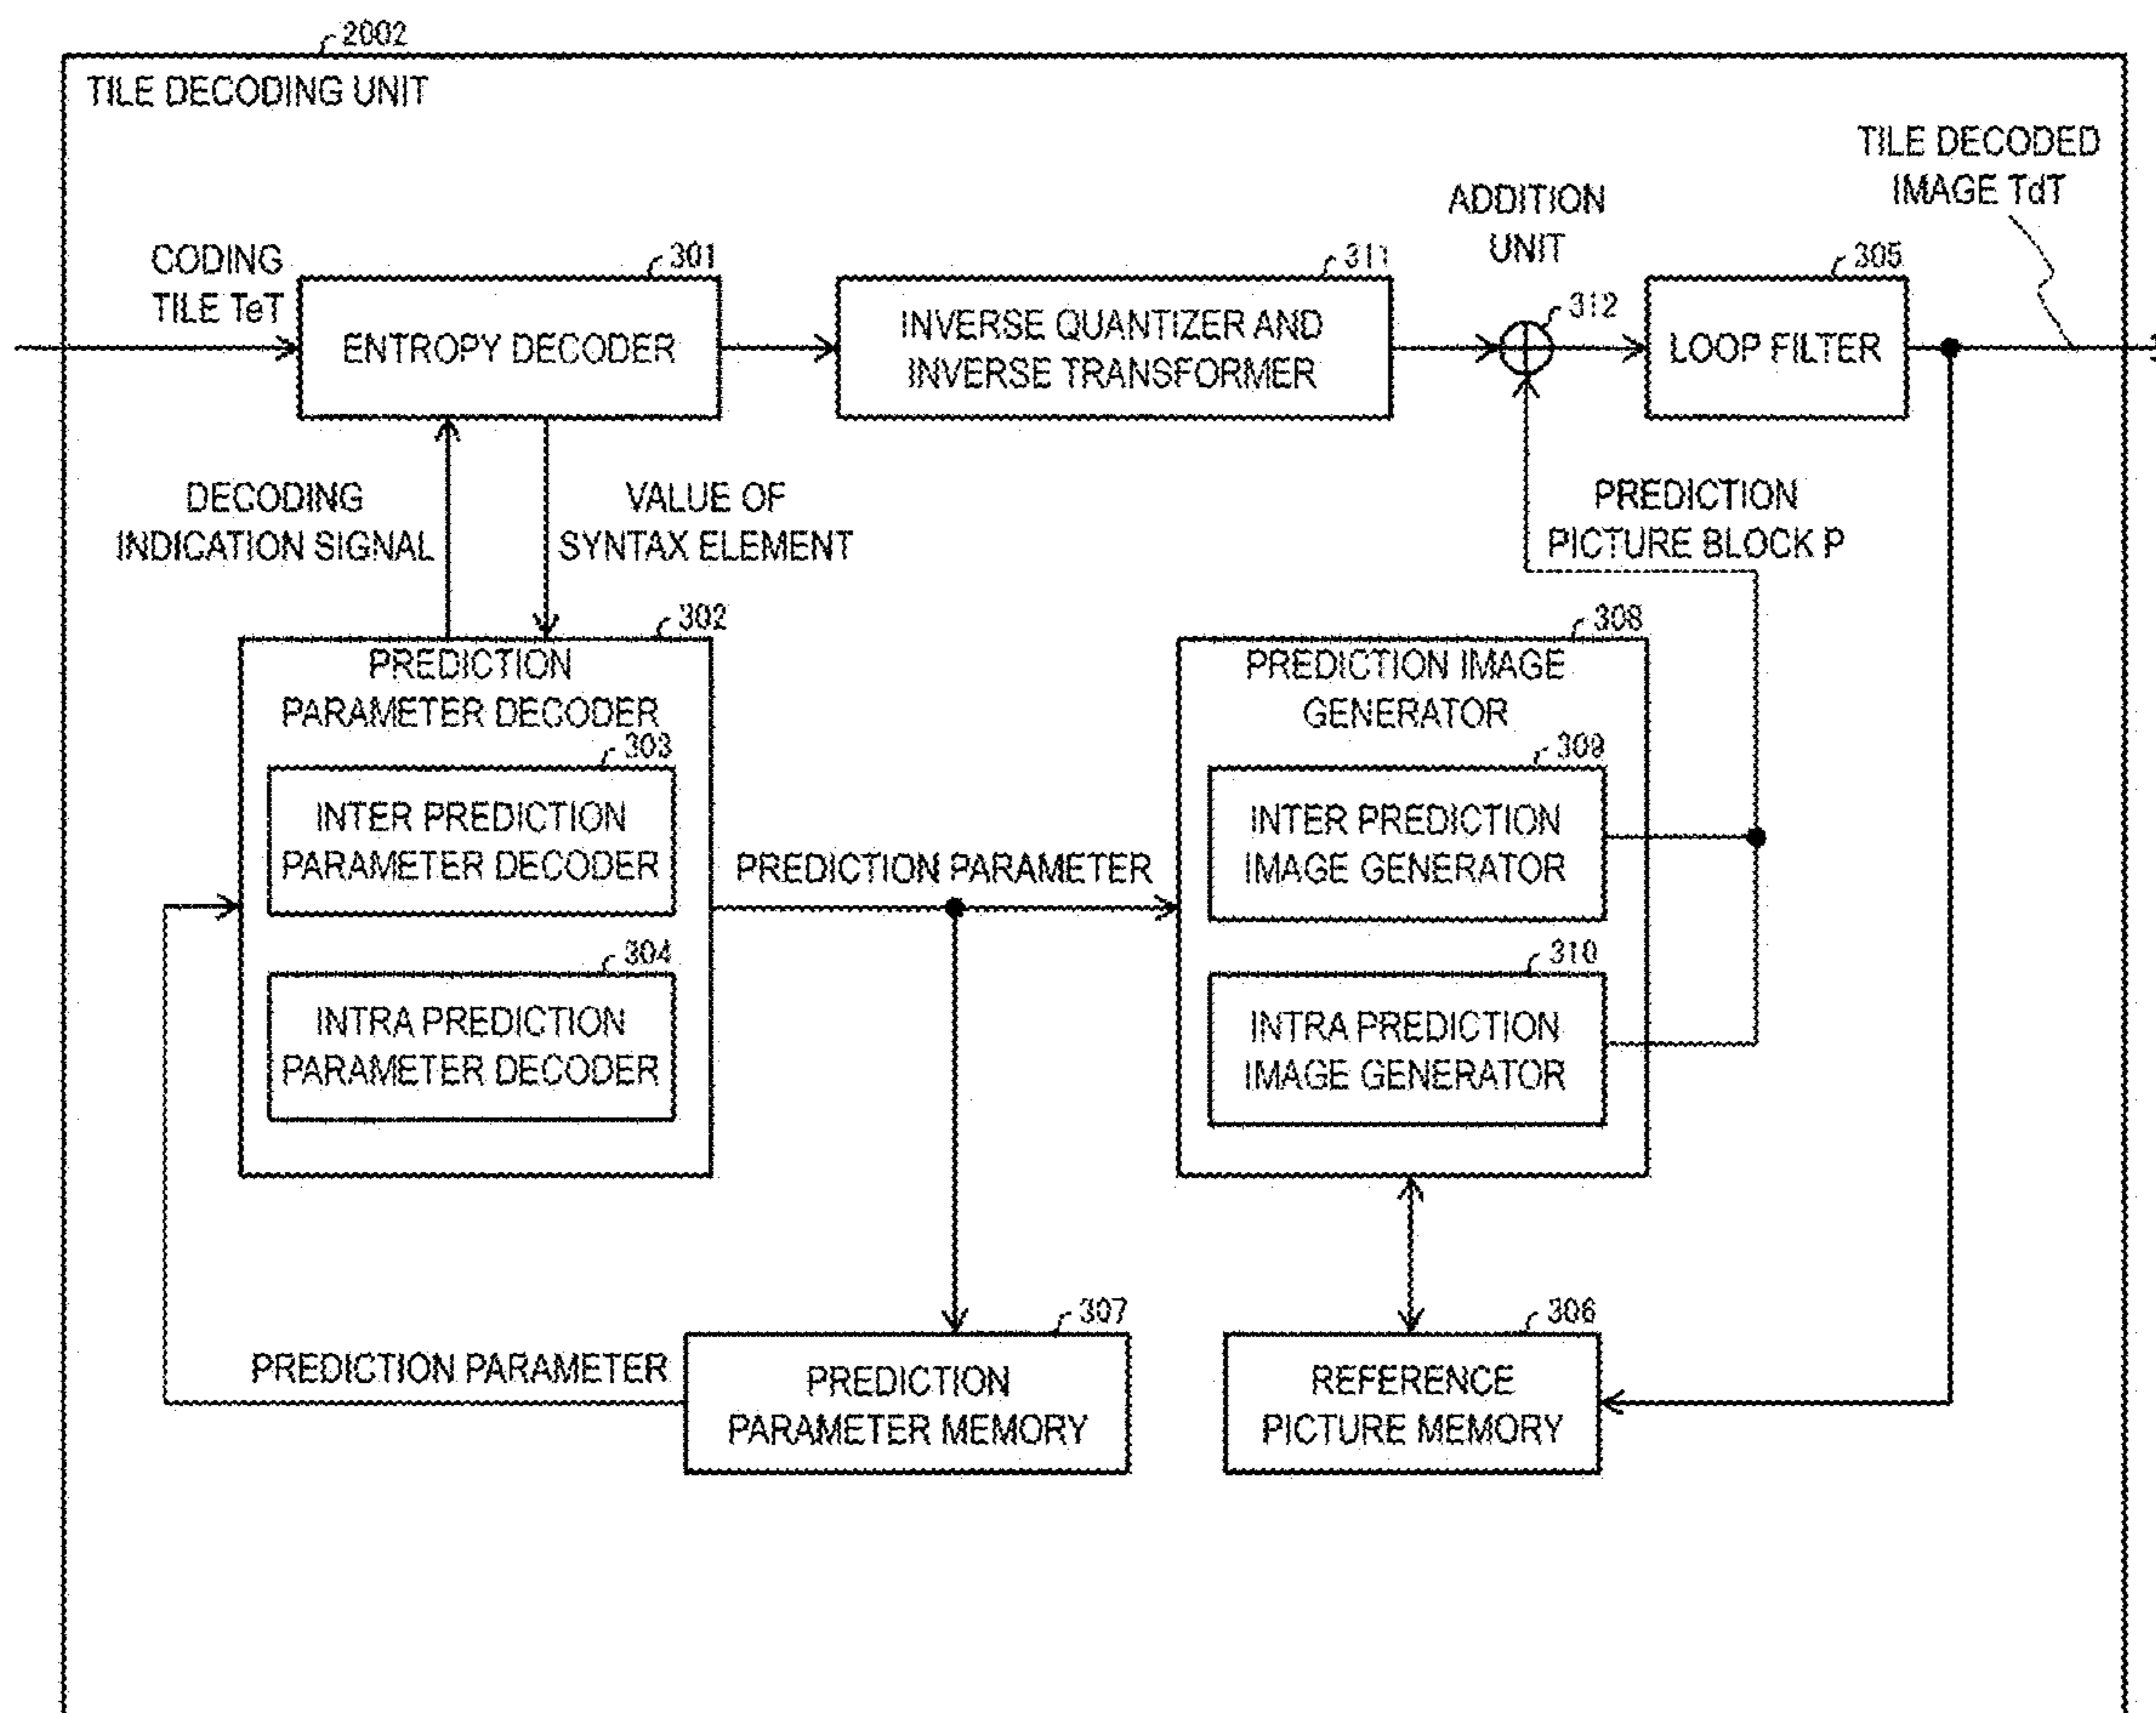 2002
TILE DECODING UNIT
TILE DECODED
IMAGE TdT
ADDITION
UNIT
CODING
TILE TeT
301
311
312
305
ENTROPY DECODER
INVERSE QUANTIZER AND
INVERSE TRANSFORMER
LOOP FILTER
DECODING
INDICATION SIGNAL
VALUE OF
SYNTAX ELEMENT
PREDICTION
PICTURE BLOCK P
302
PREDICTION
PARAMETER DECODER
303
INTER PREDICTION
PARAMETER DECODER
304
INTRA PREDICTION
PARAMETER DECODER
PREDICTION PARAMETER
308
PREDICTION IMAGE
GENERATOR
309
INTER PREDICTION
IMAGE GENERATOR
310
INTRA PREDICTION
IMAGE GENERATOR
PREDICTION PARAMETER
307
PREDICTION
PARAMETER MEMORY
306
REFERENCE
PICTURE MEMORY